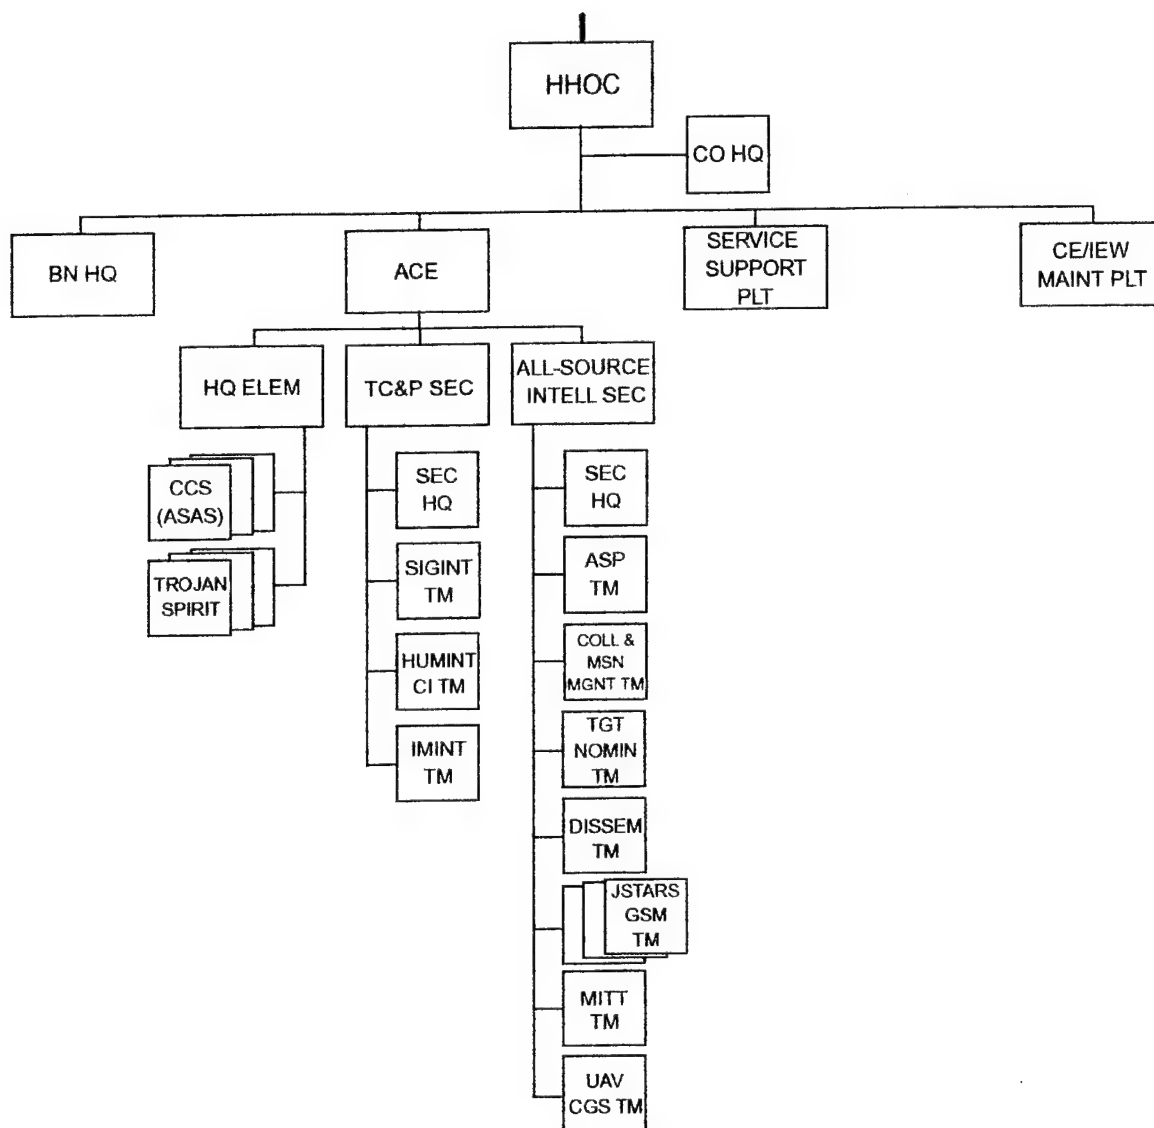 HHOC
CO HQ
BN HQ
ACE
SERVICE
SUPPORT
PLT
CE/IEW
MAINT PLT
HQ ELEM
TC&P SEC
ALL-SOURCE
INTELL SEC
CCS
(ASAS)
TROJAN
SPIRIT
SEC
HQ
SIGINT
TM
HUMINT
CI TM
IMINT
TM
SEC
HQ
ASP
TM
COLL &
MSN
MGNT TM
TGT
NOMIN
TM
DISSEM
TM
JSTARS
GSM
TM
MITT
TM
UAV
CGS TM